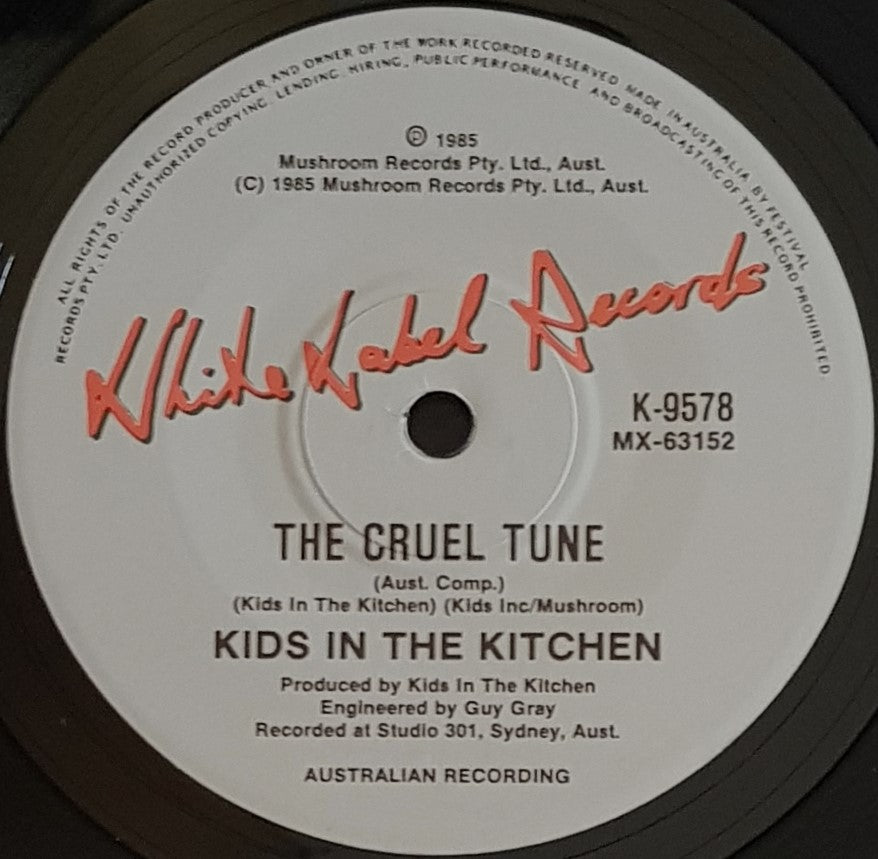 ALL RIGHTS OF THE RECORD PRODUCER AND OWNER OF THE WORK RECORDED RESERVED MADE IN AUSTRALIA BY FESTIVAL
RECORDS PTY. LTD. UNAUTHORIZED COPYING, LENDING, HIRING, PUBLIC PERFORMANCE AND BROADCASTING OF THIS RECORD PROHIBITED
℗ 1985
Mushroom Records Pty. Ltd., Aust.
(C) 1985 Mushroom Records Pty. Ltd., Aust.
White Label Records
K-9578
MX-63152
THE CRUEL TUNE
(Aust. Comp.)
(Kids In The Kitchen) (Kids Inc/Mushroom)
KIDS IN THE KITCHEN
Produced by Kids In The Kitchen
Engineered by Guy Gray
Recorded at Studio 301, Sydney, Aust.
AUSTRALIAN RECORDING